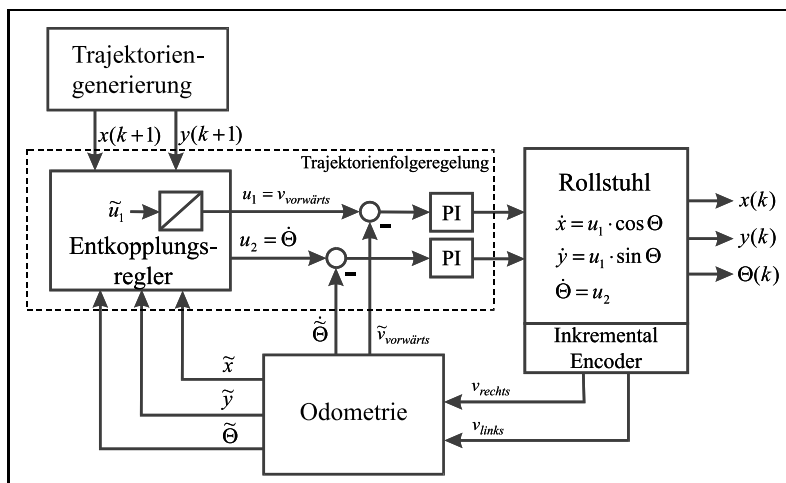 Trajektorien-
generierung
x(k+1)
y(k+1)
Trajektorienfolgeregelung
ũ₁
Entkopplungs-
regler
u₁ = v_vorwärts
u₂ = Θ̇
-
-
PI
PI
Rollstuhl
ẋ = u₁ · cos Θ
ẏ = u₁ · sin Θ
Θ̇ = u₂
Inkremental
Encoder
x(k)
y(k)
Θ(k)
Θ̃̇
ṽ_vorwärts
x̃
ỹ
Θ̃
Odometrie
v_rechts
v_links